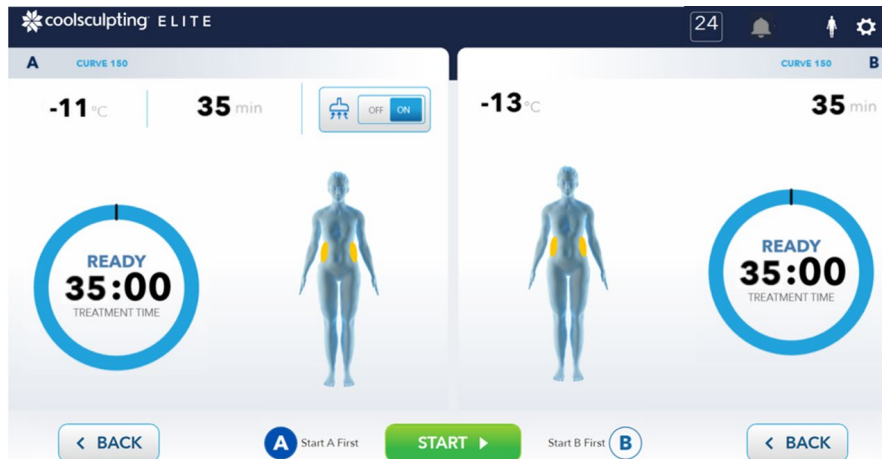 coolsculpting ELITE
24
A CURVE 150
CURVE 150 B
-11 °C
35 min
OFF ON
-13 °C
35 min
READY
35:00
TREATMENT TIME
READY
35:00
TREATMENT TIME
< BACK
A Start A First
START
Start B First B
< BACK